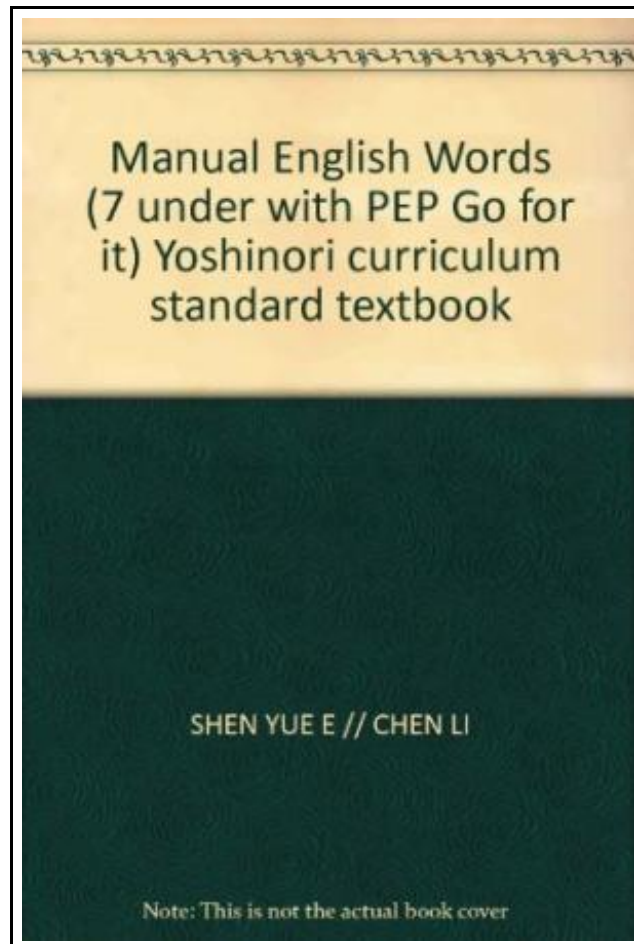 Manual English Words
(7 under with PEP Go for
it) Yoshinori curriculum
standard textbook
SHEN YUE E // CHEN LI
Note: This is not the actual book cover